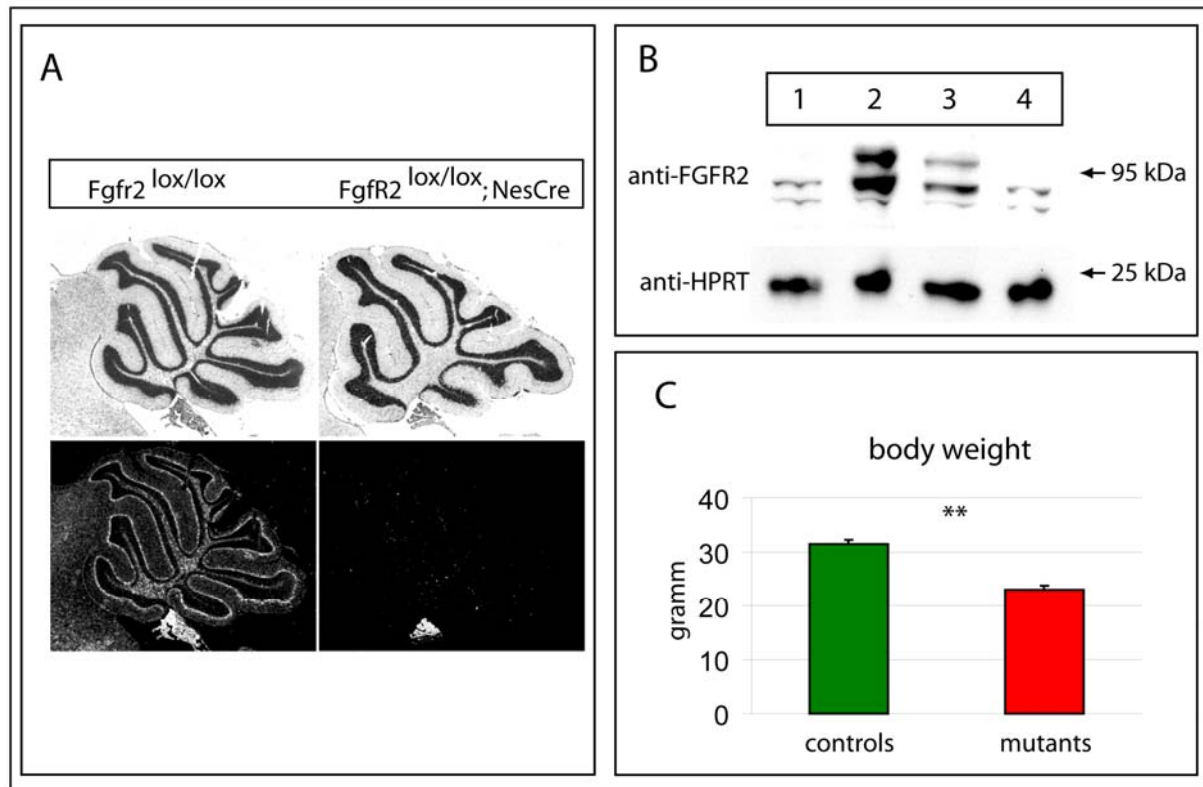 A
Fgfr2 lox/lox
FgfR2 lox/lox; NesCre
B
1 2 3 4
anti-FGFR2
95 kDa
anti-HPRT
25 kDa
C
body weight
40
**
30
gramm
20
10
0
controls mutants